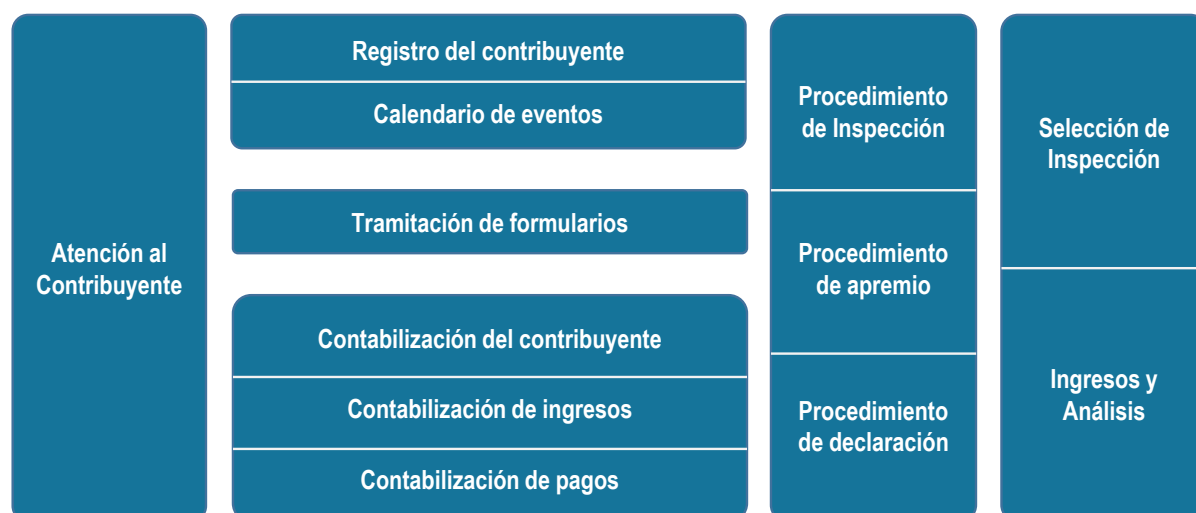 Atención al
Contribuyente
Registro del contribuyente
Calendario de eventos
Tramitación de formularios
Contabilización del contribuyente
Contabilización de ingresos
Contabilización de pagos
Procedimiento
de Inspección
Procedimiento
de apremio
Procedimiento
de declaración
Selección de
Inspección
Ingresos y
Análisis